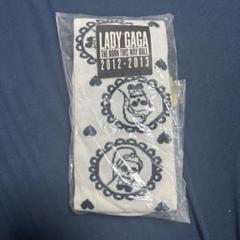 LADY GAGA
THE BORN THIS WAY BALL
2012-2013